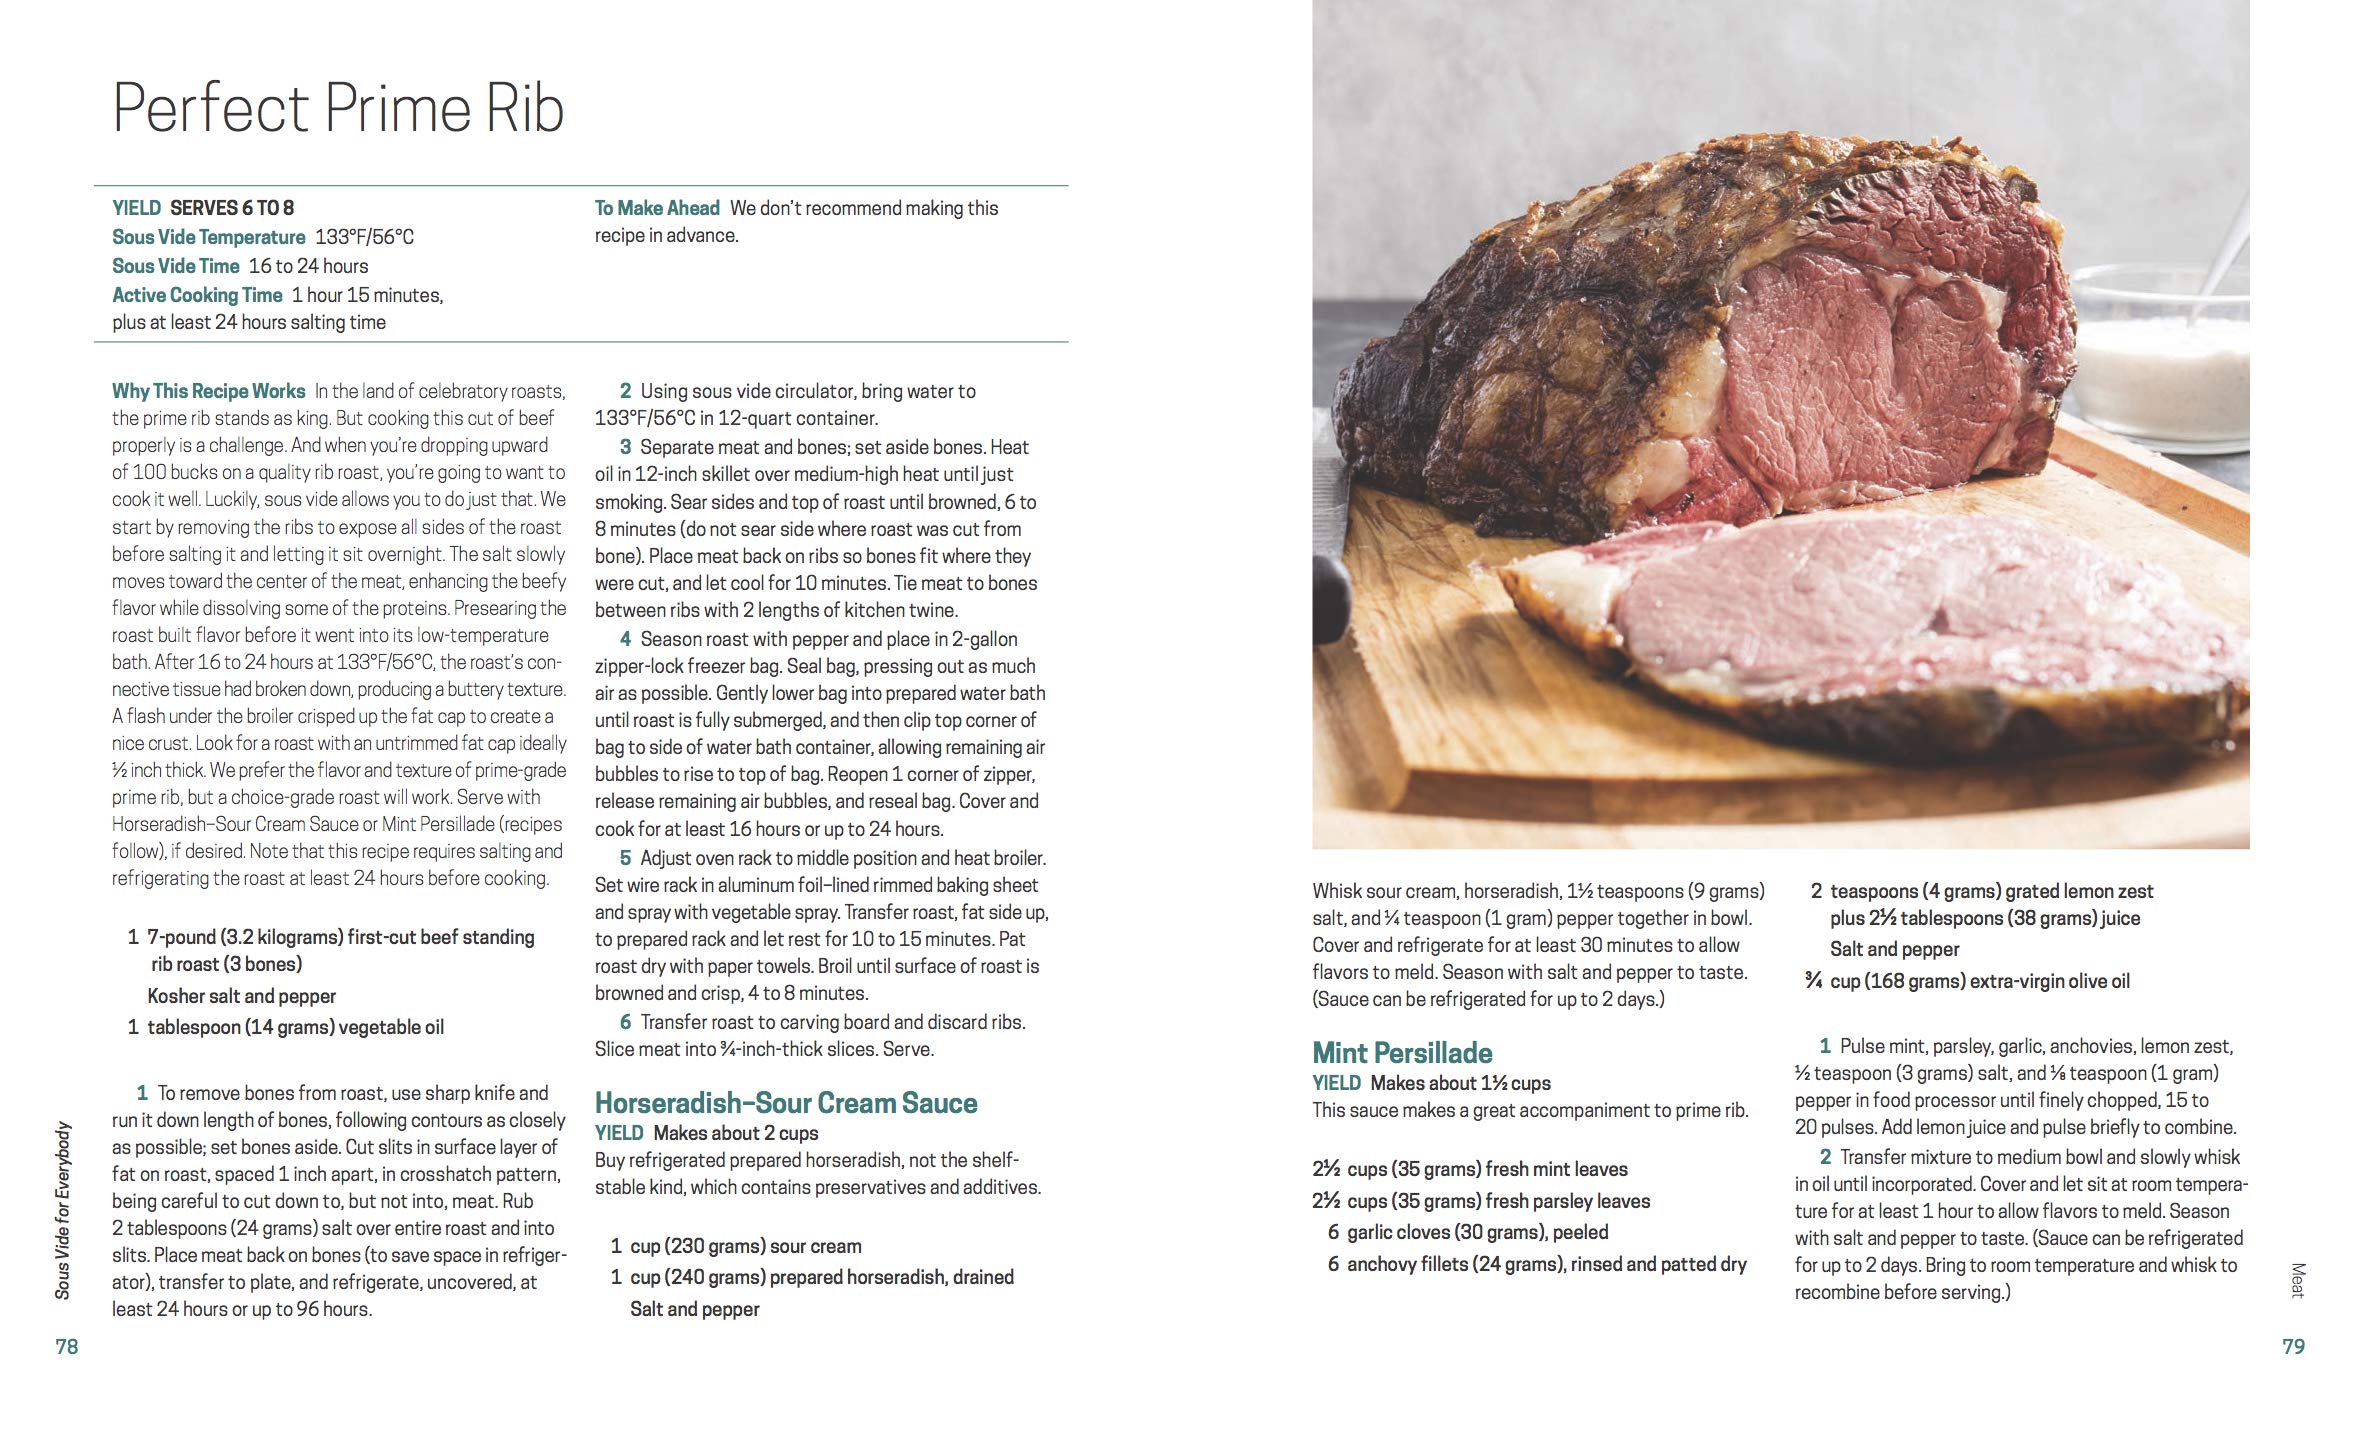 Perfect Prime Rib
YIELD SERVES 6 TO 8
Sous Vide Temperature 133°F/56°C
Sous Vide Time 16 to 24 hours
Active Cooking Time 1 hour 15 minutes,
plus at least 24 hours salting time
To Make Ahead We don't recommend making this
recipe in advance.
Why This Recipe Works In the land of celebratory roasts,
the prime rib stands as king. But cooking this cut of beef
properly is a challenge. And when you're dropping upward
of 100 bucks on a quality rib roast, you're going to want to
cook it well. Luckily, sous vide allows you to do just that. We
start by removing the ribs to expose all sides of the roast
before salting it and letting it sit overnight. The salt slowly
moves toward the center of the meat, enhancing the beefy
flavor while dissolving some of the proteins. Presearing the
roast built flavor before it went into its low-temperature
bath. After 16 to 24 hours at 133°F/56°C, the roast's con-
nective tissue had broken down, producing a buttery texture.
A flash under the broiler crisped up the fat cap to create a
nice crust. Look for a roast with an untrimmed fat cap ideally
½ inch thick. We prefer the flavor and texture of prime-grade
prime rib, but a choice-grade roast will work. Serve with
Horseradish–Sour Cream Sauce or Mint Persillade (recipes
follow), if desired. Note that this recipe requires salting and
refrigerating the roast at least 24 hours before cooking.
1 7-pound (3.2 kilograms) first-cut beef standing
rib roast (3 bones)
Kosher salt and pepper
1 tablespoon (14 grams) vegetable oil
1 To remove bones from roast, use sharp knife and
run it down length of bones, following contours as closely
as possible; set bones aside. Cut slits in surface layer of
fat on roast, spaced 1 inch apart, in crosshatch pattern,
being careful to cut down to, but not into, meat. Rub
2 tablespoons (24 grams) salt over entire roast and into
slits. Place meat back on bones (to save space in refriger-
ator), transfer to plate, and refrigerate, uncovered, at
least 24 hours or up to 96 hours.
2 Using sous vide circulator, bring water to
133°F/56°C in 12-quart container.
3 Separate meat and bones; set aside bones. Heat
oil in 12-inch skillet over medium-high heat until just
smoking. Sear sides and top of roast until browned, 6 to
8 minutes (do not sear side where roast was cut from
bone). Place meat back on ribs so bones fit where they
were cut, and let cool for 10 minutes. Tie meat to bones
between ribs with 2 lengths of kitchen twine.
4 Season roast with pepper and place in 2-gallon
zipper-lock freezer bag. Seal bag, pressing out as much
air as possible. Gently lower bag into prepared water bath
until roast is fully submerged, and then clip top corner of
bag to side of water bath container, allowing remaining air
bubbles to rise to top of bag. Reopen 1 corner of zipper,
release remaining air bubbles, and reseal bag. Cover and
cook for at least 16 hours or up to 24 hours.
5 Adjust oven rack to middle position and heat broiler.
Set wire rack in aluminum foil–lined rimmed baking sheet
and spray with vegetable spray. Transfer roast, fat side up,
to prepared rack and let rest for 10 to 15 minutes. Pat
roast dry with paper towels. Broil until surface of roast is
browned and crisp, 4 to 8 minutes.
6 Transfer roast to carving board and discard ribs.
Slice meat into ¾-inch-thick slices. Serve.
Horseradish–Sour Cream Sauce
YIELD Makes about 2 cups
Buy refrigerated prepared horseradish, not the shelf-
stable kind, which contains preservatives and additives.
1 cup (230 grams) sour cream
1 cup (240 grams) prepared horseradish, drained
Salt and pepper
Sous Vide for Everybody
78
Whisk sour cream, horseradish, 1½ teaspoons (9 grams)
salt, and ¼ teaspoon (1 gram) pepper together in bowl.
Cover and refrigerate for at least 30 minutes to allow
flavors to meld. Season with salt and pepper to taste.
(Sauce can be refrigerated for up to 2 days.)
Mint Persillade
YIELD Makes about 1½ cups
This sauce makes a great accompaniment to prime rib.
2½ cups (35 grams) fresh mint leaves
2½ cups (35 grams) fresh parsley leaves
6 garlic cloves (30 grams), peeled
6 anchovy fillets (24 grams), rinsed and patted dry
2 teaspoons (4 grams) grated lemon zest
plus 2½ tablespoons (38 grams) juice
Salt and pepper
¾ cup (168 grams) extra-virgin olive oil
1 Pulse mint, parsley, garlic, anchovies, lemon zest,
½ teaspoon (3 grams) salt, and ⅛ teaspoon (1 gram)
pepper in food processor until finely chopped, 15 to
20 pulses. Add lemon juice and pulse briefly to combine.
2 Transfer mixture to medium bowl and slowly whisk
in oil until incorporated. Cover and let sit at room tempera-
ture for at least 1 hour to allow flavors to meld. Season
with salt and pepper to taste. (Sauce can be refrigerated
for up to 2 days. Bring to room temperature and whisk to
recombine before serving.)
Meat
79